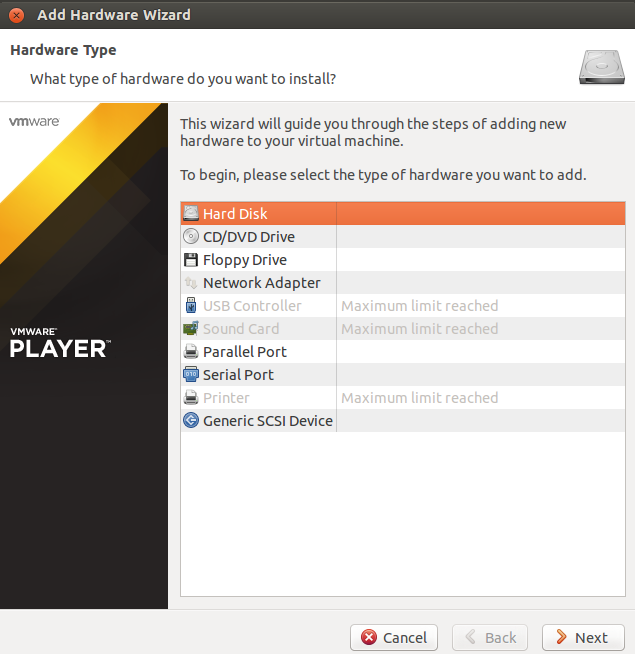 Add Hardware Wizard
Hardware Type
What type of hardware do you want to install?
vmware
This wizard will guide you through the steps of adding new
hardware to your virtual machine.
To begin, please select the type of hardware you want to add.
Hard Disk
CD/DVD Drive
Floppy Drive
Network Adapter
USB Controller Maximum limit reached
Sound Card Maximum limit reached
Parallel Port
Serial Port
Printer Maximum limit reached
Generic SCSI Device
VMWARE®
PLAYER™
Cancel
Back
Next